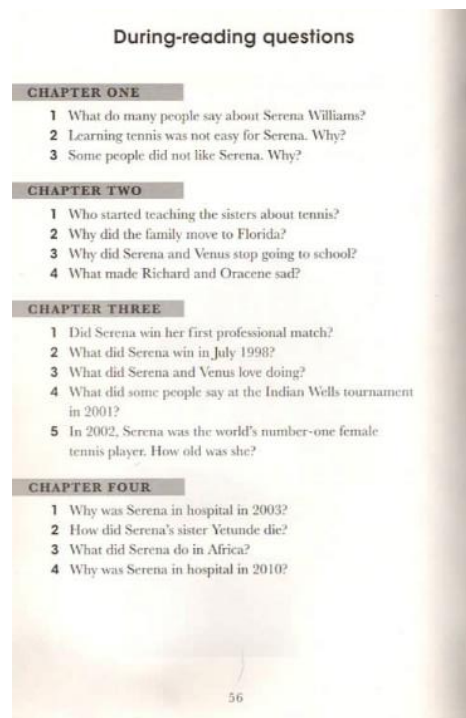 During-reading questions
CHAPTER ONE
1 What do many people say about Serena Williams?
2 Learning tennis was not easy for Serena. Why?
3 Some people did not like Serena. Why?
CHAPTER TWO
1 Who started teaching the sisters about tennis?
2 Why did the family move to Florida?
3 Why did Serena and Venus stop going to school?
4 What made Richard and Oracene sad?
CHAPTER THREE
1 Did Serena win her first professional match?
2 What did Serena win in July 1998?
3 What did Serena and Venus love doing?
4 What did some people say at the Indian Wells tournament
in 2001?
5 In 2002, Serena was the world's number-one female
tennis player. How old was she?
CHAPTER FOUR
1 Why was Serena in hospital in 2003?
2 How did Serena's sister Yetunde die?
3 What did Serena do in Africa?
4 Why was Serena in hospital in 2010?
56